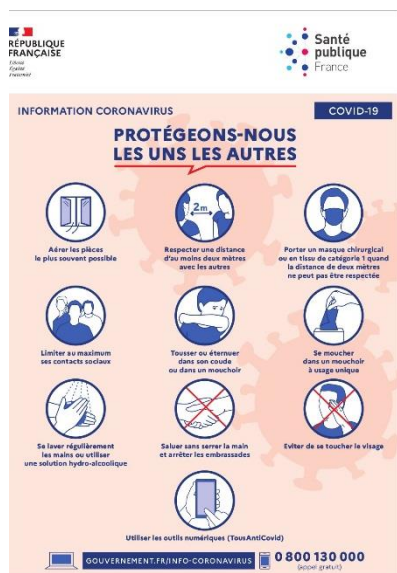 RÉPUBLIQUE
FRANÇAISE
Liberté
Égalité
Fraternité
Santé
publique
France
INFORMATION CORONAVIRUS
COVID-19
PROTÉGEONS-NOUS
LES UNS LES AUTRES
Aérer les pièces
le plus souvent possible
2m
Respecter une distance
d'au moins deux mètres
avec les autres
Porter un masque chirurgical
ou en tissu de catégorie 1 quand
la distance de deux mètres
ne peut pas être respectée
Limiter au maximum
ses contacts sociaux
Tousser ou éternuer
dans son coude
ou dans un mouchoir
Se moucher
dans un mouchoir
à usage unique
Se laver régulièrement
les mains ou utiliser
une solution hydro-alcoolique
Saluer sans serrer la main
et arrêter les embrassades
Eviter de se toucher le visage
Utiliser les outils numériques (TousAntiCovid)
GOUVERNEMENT.FR/INFO-CORONAVIRUS
0 800 130 000
(appel gratuit)